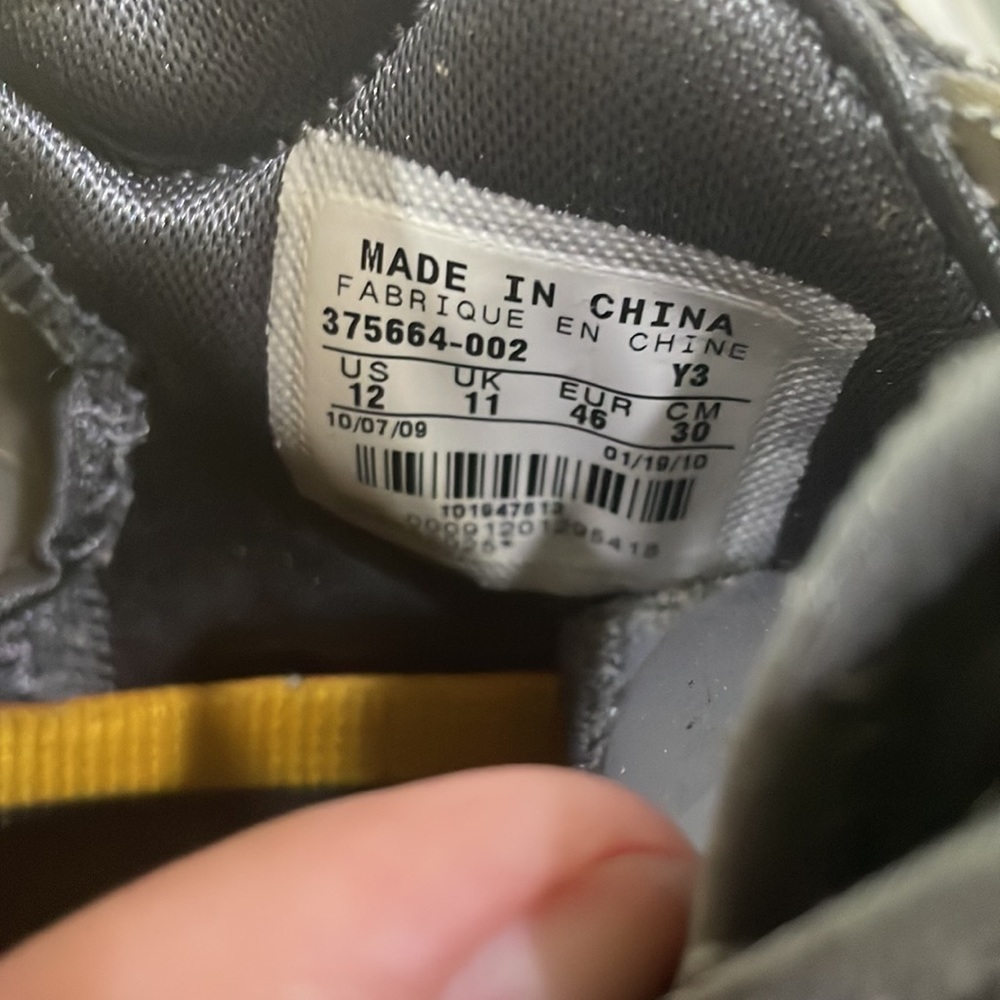 MADE IN CHINA
FABRIQUE EN CHINE
375664-002 Y3
US UK EUR CM
12 11 46 30
10/07/09 01/19/10